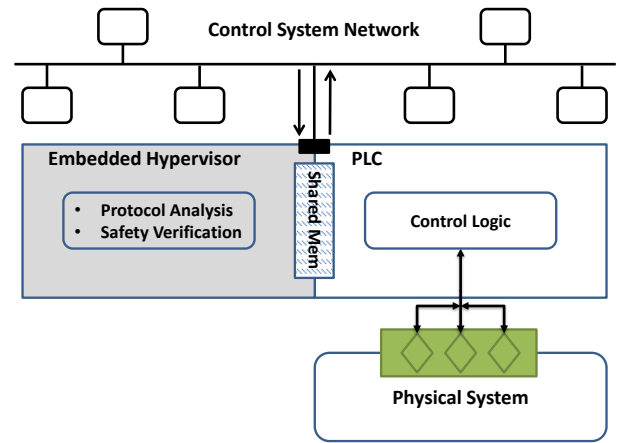 Control System Network
Embedded Hypervisor
PLC
• Protocol Analysis
• Safety Verification
Shared Mem
Control Logic
Physical System